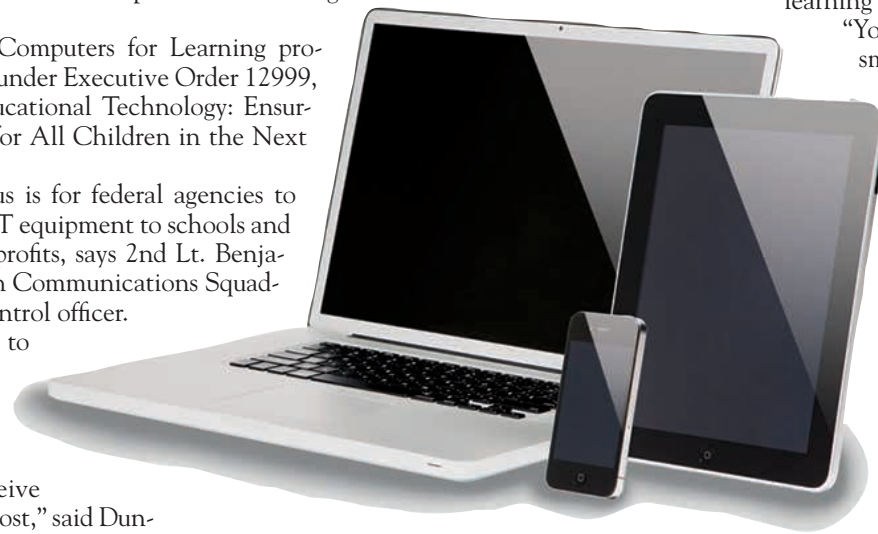 Computers for Learning pro-
under Executive Order 12999,
ucational Technology: Ensur-
for All Children in the Next
us is for federal agencies to
T equipment to schools and
profits, says 2nd Lt. Benja-
Communications Squad-
ntrol officer.
to
eive
ost," said Dun-
learning
"Yo
sn